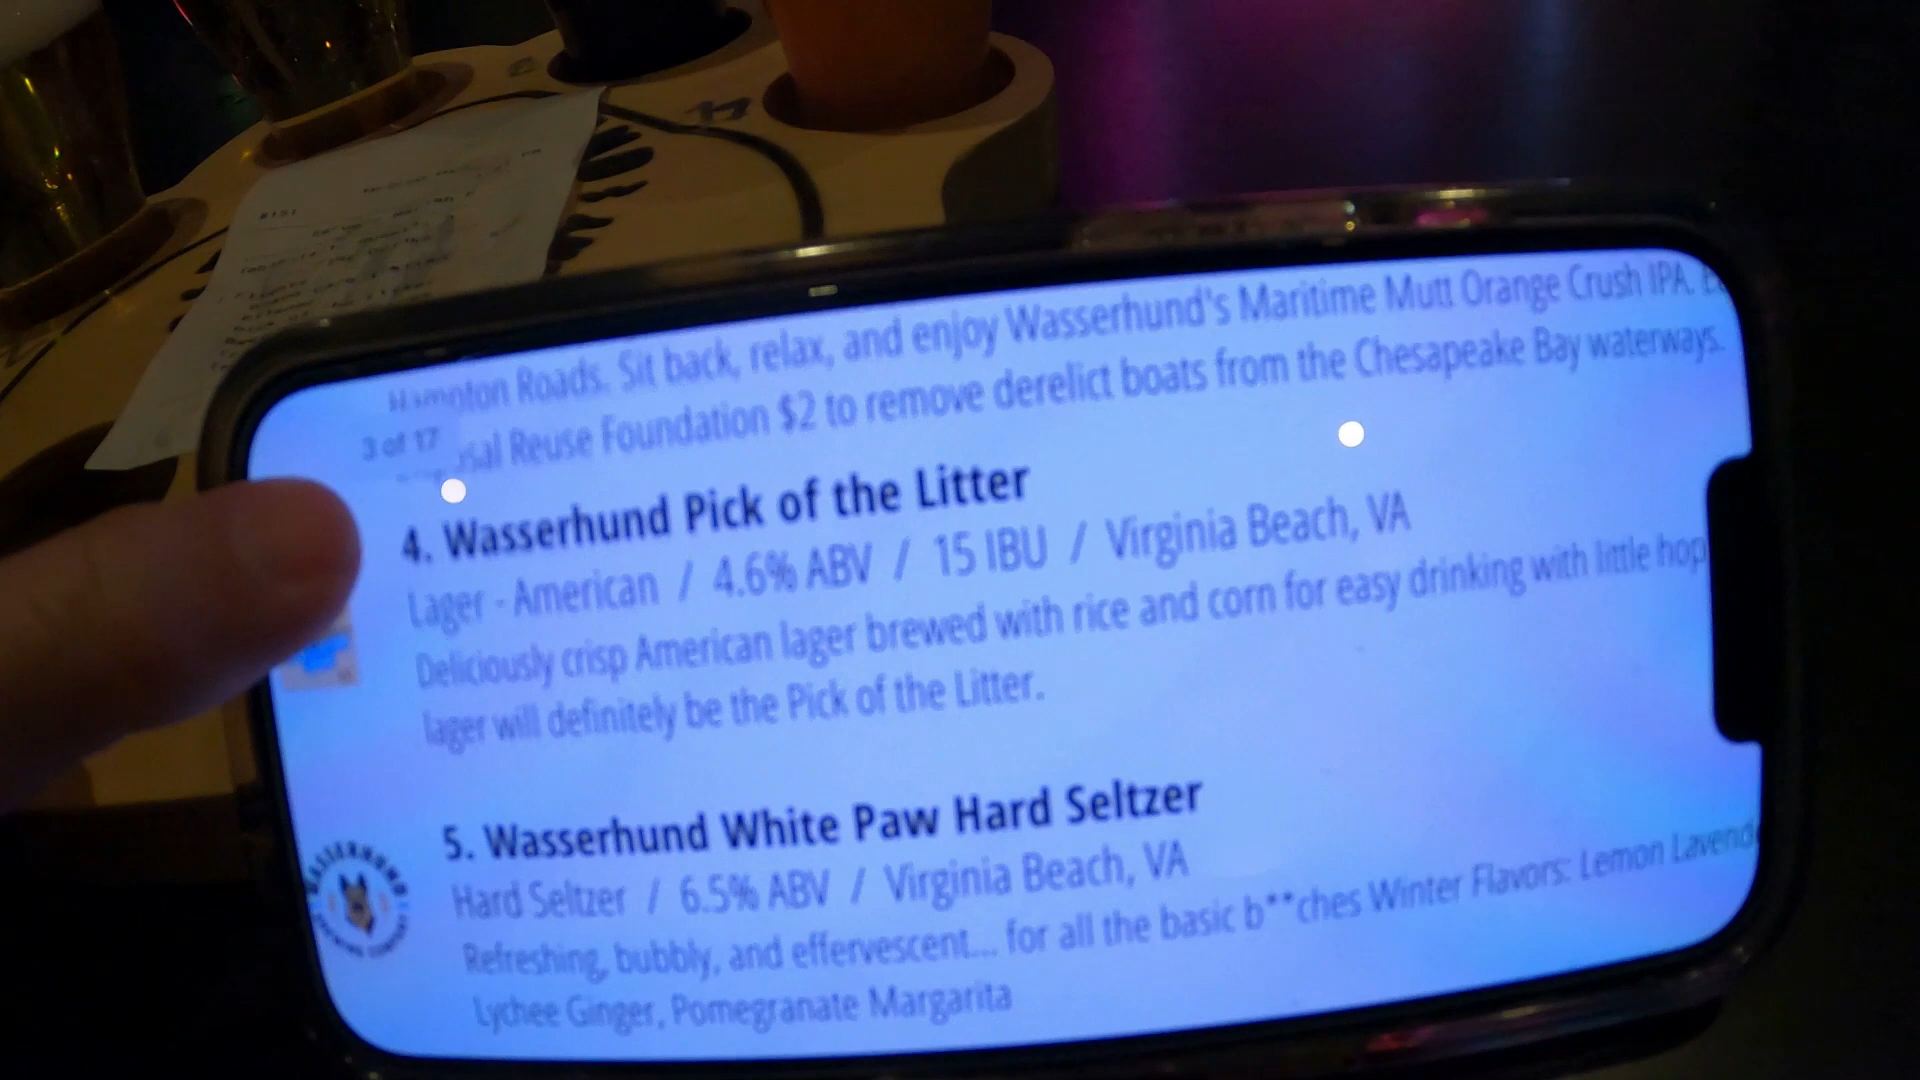 Hampton Roads. Sit back, relax, and enjoy Wasserhund's Maritime Mutt Orange Crush IPA.
3 of 17
Reuse Foundation $2 to remove derelict boats from the Chesapeake Bay waterways.
4. Wasserhund Pick of the Litter
Lager - American / 4.6% ABV / 15 IBU / Virginia Beach, VA
Deliciously crisp American lager brewed with rice and corn for easy drinking with little hop
lager will definitely be the Pick of the Litter.
5. Wasserhund White Paw Hard Seltzer
Hard Seltzer / 6.5% ABV / Virginia Beach, VA
Refreshing, bubbly, and effervescent... for all the basic b**ches Winter Flavors: Lemon Lavend
Lychee Ginger, Pomegranate Margarita
WASSERHUND
11